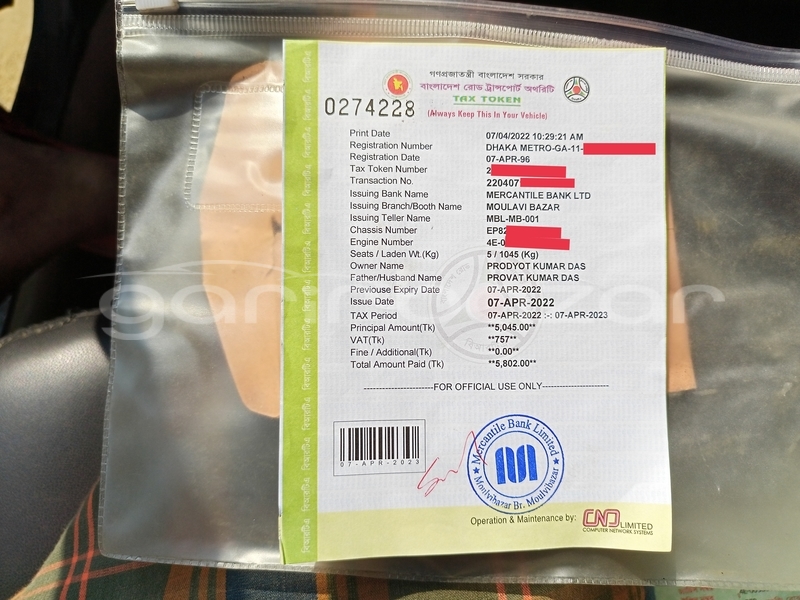 গণপ্রজাতন্ত্রী বাংলাদেশ সরকার
বাংলাদেশ রোড ট্রান্সপোর্ট অথরিটি
TAX TOKEN
0274228
(Always Keep This In Your Vehicle)
Print Date 07/04/2022 10:29:21 AM
Registration Number DHAKA METRO-GA-11-
Registration Date 07-APR-96
Tax Token Number 2
Transaction No. 220407
Issuing Bank Name MERCANTILE BANK LTD
Issuing Branch/Booth Name MOULAVI BAZAR
Issuing Teller Name MBL-MB-001
Chassis Number EP82
Engine Number 4E-0
Seats / Laden Wt.(Kg) 5 / 1045 (Kg)
Owner Name PRODYOT KUMAR DAS
Father/Husband Name PROVAT KUMAR DAS
Previouse Expiry Date 07-APR-2022
Issue Date 07-APR-2022
TAX Period 07-APR-2022 :-: 07-APR-2023
Principal Amount(Tk) **5,045.00**
VAT(Tk) **757**
Fine / Additional(Tk) **0.00**
Total Amount Paid (Tk) **5,802.00**
FOR OFFICIAL USE ONLY
07-APR-2023
Mercantile Bank Limited
Moulvibazar Br. Moulvibazar
Operation & Maintenance by: CNS LIMITED
COMPUTER NETWORK SYSTEMS